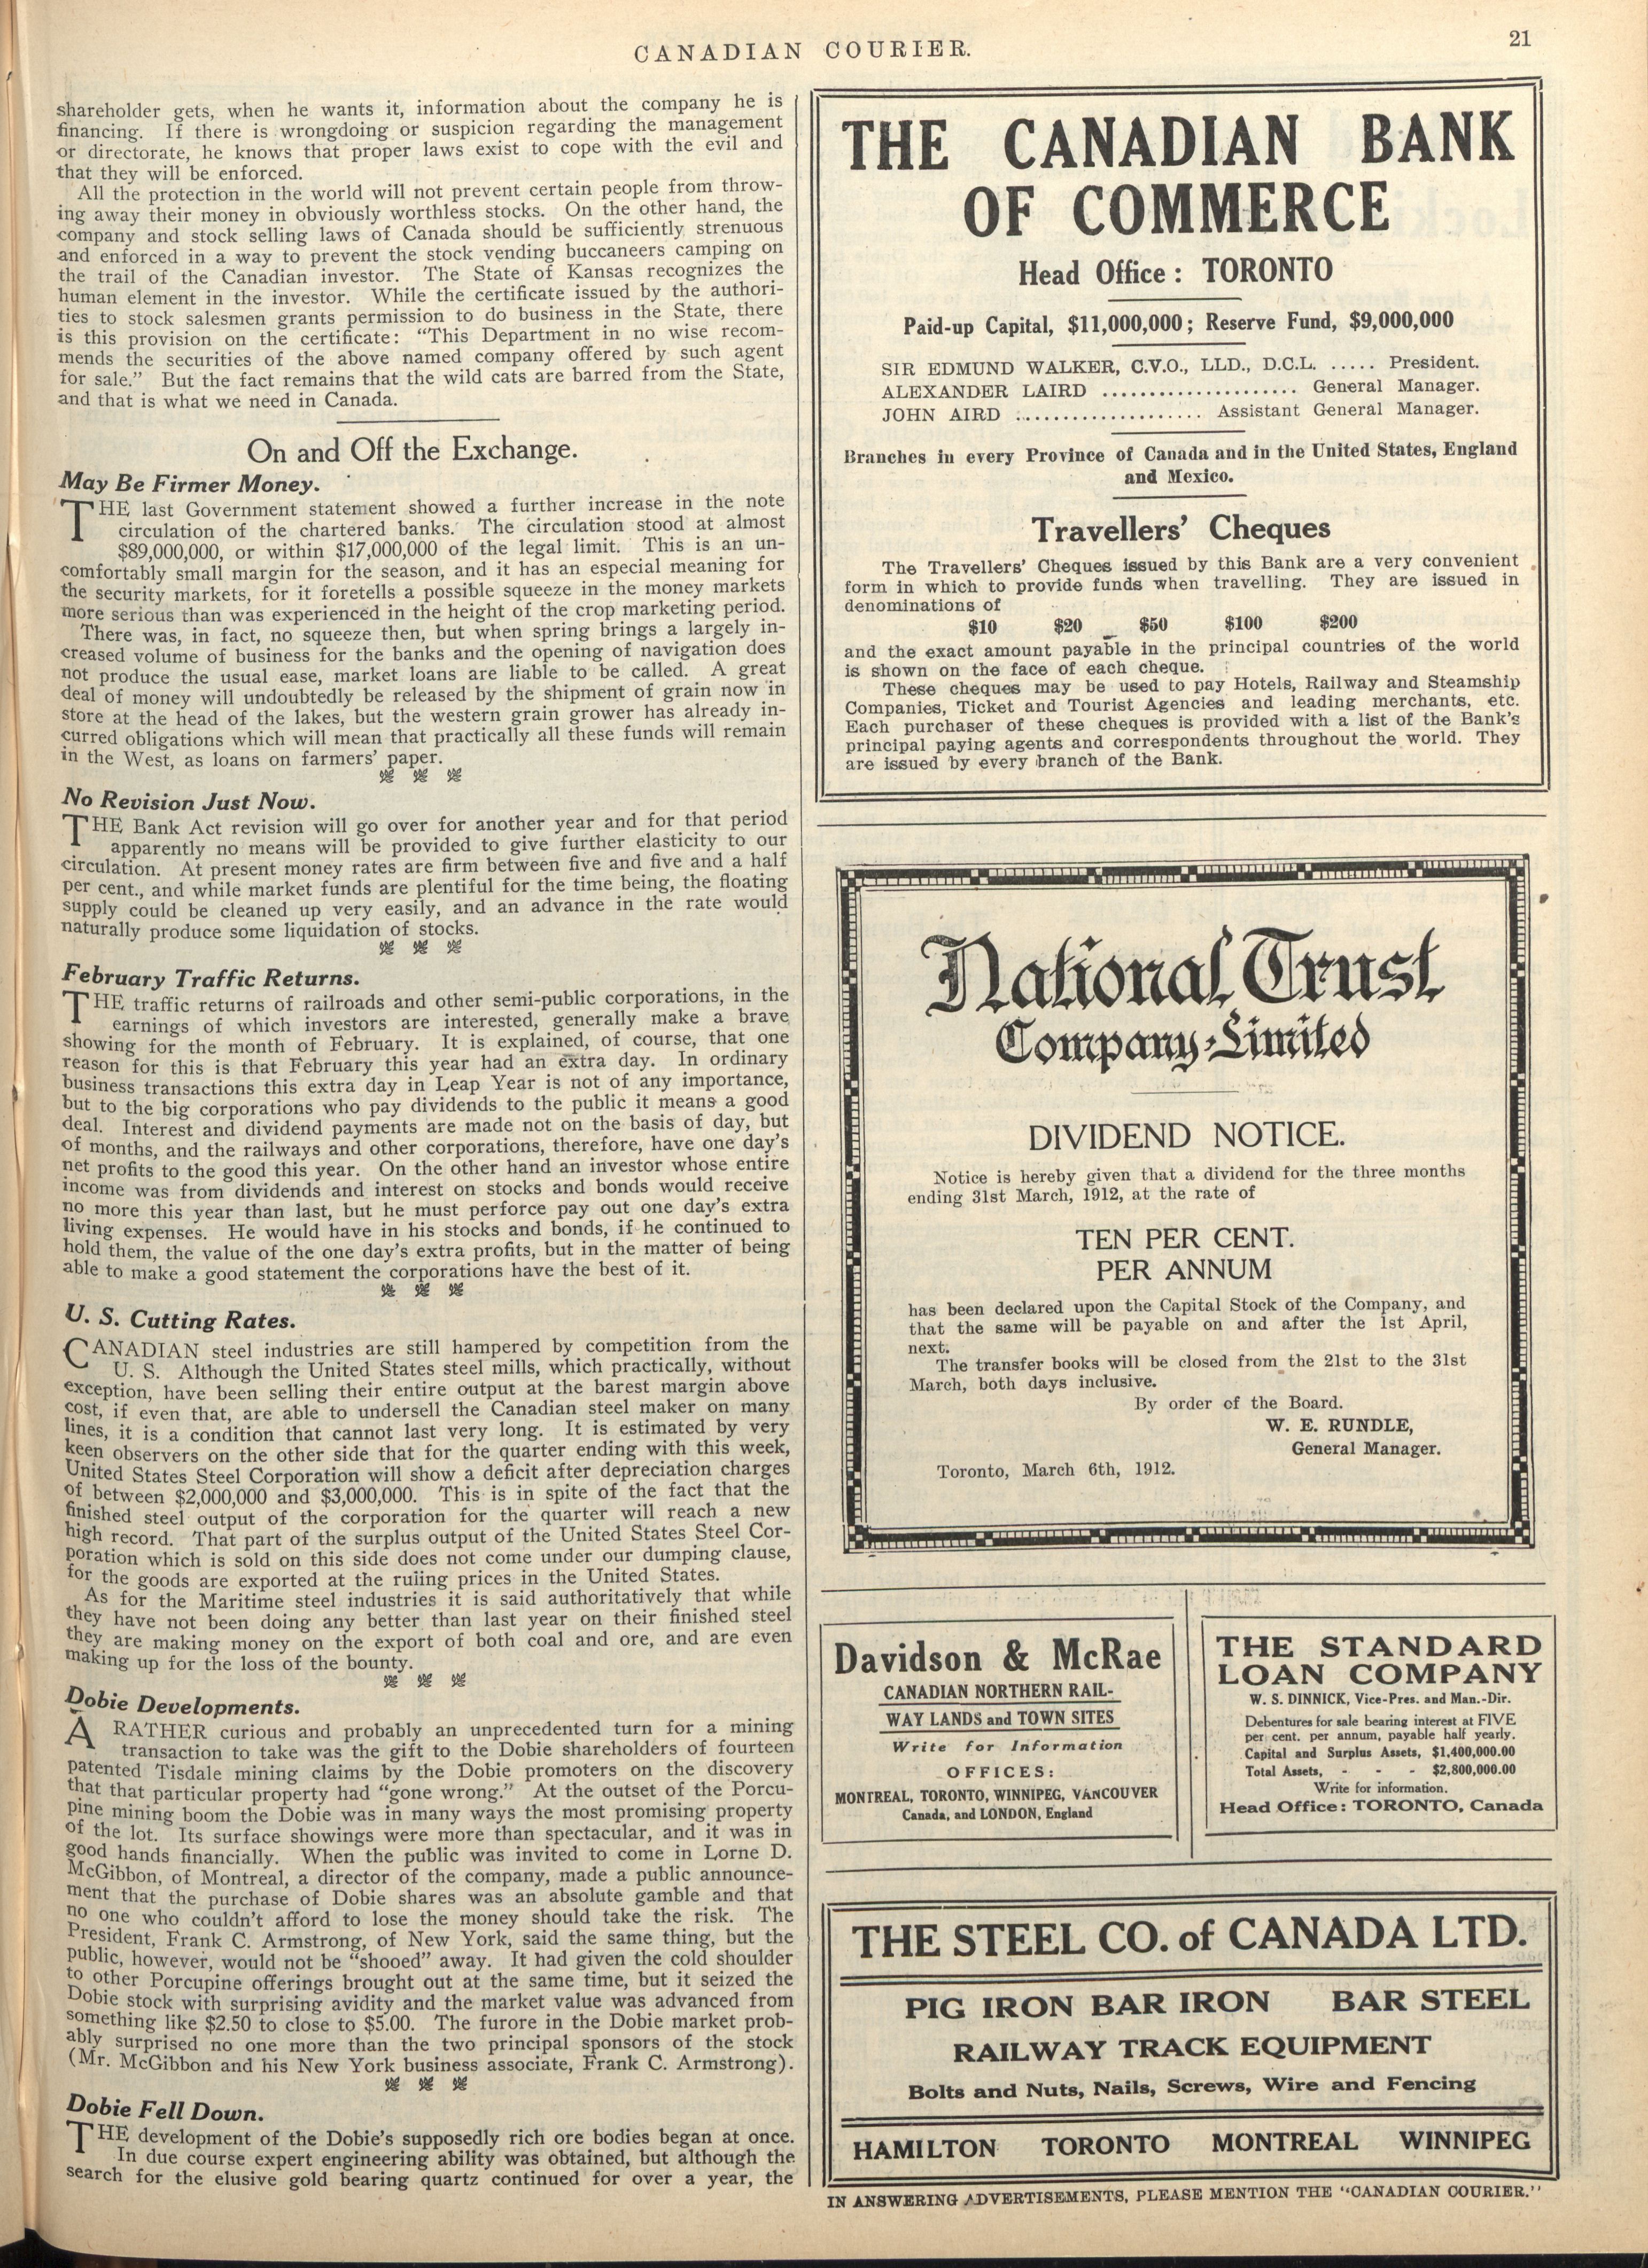 CANADIAN COURIER.
21
shareholder gets, when he wants it, information about the company he is
financing. If there is wrongdoing or suspicion regarding the management
or directorate, he knows that proper laws exist to cope with the evil and
that they will be enforced.
All the protection in the world will not prevent certain people from throw-
ing away their money in obviously worthless stocks. On the other hand, the
company and stock selling laws of Canada should be sufficiently strenuous
and enforced in a way to prevent the stock vending buccaneers camping on
the trail of the Canadian investor. The State of Kansas recognizes the
human element in the investor. While the certificate issued by the authori-
ties to stock salesmen grants permission to do business in the State, there
is this provision on the certificate: “This Department in no wise recom-
mends the securities of the above named company offered by such agent
for sale.” But the fact remains that the wild cats are barred from the State,
and that is what we need in Canada.
On and Off the Exchange.
May Be Firmer Money.
THE last Government statement showed a further increase in the note
circulation of the chartered banks. The circulation stood at almost
$89,000,000, or within $17,000,000 of the legal limit. This is an un-
comfortably small margin for the season, and it has an especial meaning for
the security markets, for it foretells a possible squeeze in the money markets
more serious than was experienced in the height of the crop marketing period.
There was, in fact, no squeeze then, but when spring brings a largely in-
creased volume of business for the banks and the opening of navigation does
not produce the usual ease, market loans are liable to be called. A great
deal of money will undoubtedly be released by the shipment of grain now in
store at the head of the lakes, but the western grain grower has already in-
curred obligations which will mean that practically all these funds will remain
in the West, as loans on farmers’ paper.
No Revision Just Now.
THE Bank Act revision will go over for another year and for that period
apparently no means will be provided to give further elasticity to our
circulation. At present money rates are firm between five and five and a half
per cent., and while market funds are plentiful for the time being, the floating
supply could be cleaned up very easily, and an advance in the rate would
naturally produce some liquidation of stocks.
February Traffic Returns.
THE traffic returns of railroads and other semi-public corporations, in the
earnings of which investors are interested, generally make a brave
showing for the month of February. It is explained, of course, that one
reason for this is that February this year had an extra day. In ordinary
business transactions this extra day in Leap Year is not of any importance,
but to the big corporations who pay dividends to the public it means a good
deal. Interest and dividend payments are made not on the basis of day, but
of months, and the railways and other corporations, therefore, have one day’s
net profits to the good this year. On the other hand an investor whose entire
income was from dividends and interest on stocks and bonds would receive
no more this year than last, but he must perforce pay out one day’s extra
living expenses. He would have in his stocks and bonds, if he continued to
hold them, the value of the one day’s extra profits, but in the matter of being
able to make a good statement the corporations have the best of it.
U. S. Cutting Rates.
CANADIAN steel industries are still hampered by competition from the
U. S. Although the United States steel mills, which practically, without
exception, have been selling their entire output at the barest margin above
cost, if even that, are able to undersell the Canadian steel maker on many
lines, it is a condition that cannot last very long. It is estimated by very
keen observers on the other side that for the quarter ending with this week,
United States Steel Corporation will show a deficit after depreciation charges
of between $2,000,000 and $3,000,000. This is in spite of the fact that the
finished steel output of the corporation for the quarter will reach a new
high record. That part of the surplus output of the United States Steel Cor-
poration which is sold on this side does not come under our dumping clause,
for the goods are exported at the ruling prices in the United States.
As for the Maritime steel industries it is said authoritatively that while
they have not been doing any better than last year on their finished steel
they are making money on the export of both coal and ore, and are even
making up for the loss of the bounty.
Dobie Developments.
A RATHER curious and probably an unprecedented turn for a mining
transaction to take was the gift to the Dobie shareholders of fourteen
patented Tisdale mining claims by the Dobie promoters on the discovery
that that particular property had “gone wrong.” At the outset of the Porcu-
pine mining boom the Dobie was in many ways the most promising property
of the lot. Its surface showings were more than spectacular, and it was in
good hands financially. When the public was invited to come in Lorne D.
McGibbon, of Montreal, a director of the company, made a public announce-
ment that the purchase of Dobie shares was an absolute gamble and that
no one who couldn’t afford to lose the money should take the risk. The
President, Frank C. Armstrong, of New York, said the same thing, but the
public, however, would not be “shooed” away. It had given the cold shoulder
to other Porcupine offerings brought out at the same time, but it seized the
Dobie stock with surprising avidity and the market value was advanced from
something like $2.50 to close to $5.00. The furore in the Dobie market prob-
ably surprised no one more than the two principal sponsors of the stock
(Mr. McGibbon and his New York business associate, Frank C. Armstrong).
Dobie Fell Down.
THE development of the Dobie’s supposedly rich ore bodies began at once.
In due course expert engineering ability was obtained, but although the
search for the elusive gold bearing quartz continued for over a year, the
THE CANADIAN BANK
OF COMMERCE
Head Office : TORONTO
Paid-up Capital, $11,000,000 ; Reserve Fund, $9,000,000
SIR EDMUND WALKER, C.V.O., LLD., D.C.L. ..... President.
ALEXANDER LAIRD ..................... General Manager.
JOHN AIRD .................... Assistant General Manager.
Branches in every Province of Canada and in the United States, England
and Mexico.
Travellers’ Cheques
The Travellers’ Cheques issued by this Bank are a very convenient
form in which to provide funds when travelling. They are issued in
denominations of
$10 $20 $50 $100 $200
and the exact amount payable in the principal countries of the world
is shown on the face of each cheque.
These cheques may be used to pay Hotels, Railway and Steamship
Companies, Ticket and Tourist Agencies and leading merchants, etc.
Each purchaser of these cheques is provided with a list of the Bank’s
principal paying agents and correspondents throughout the world. They
are issued by every branch of the Bank.
National Trust
Company-Limited
DIVIDEND NOTICE.
Notice is hereby given that a dividend for the three months
ending 31st March, 1912, at the rate of
TEN PER CENT.
PER ANNUM
has been declared upon the Capital Stock of the Company, and
that the same will be payable on and after the 1st April,
next.
The transfer books will be closed from the 21st to the 31st
March, both days inclusive.
By order of the Board.
W. E. RUNDLE,
General Manager.
Toronto, March 6th, 1912.
Davidson & McRae
CANADIAN NORTHERN RAIL-
WAY LANDS and TOWN SITES
Write for Information
OFFICES:
MONTREAL, TORONTO, WINNIPEG, VANCOUVER
Canada, and LONDON, England
THE STANDARD
LOAN COMPANY
W. S. DINNICK, Vice-Pres. and Man.-Dir.
Debentures for sale bearing interest at FIVE
per cent. per annum, payable half yearly.
Capital and Surplus Assets, $1,400,000.00
Total Assets, - - - $2,800,000.00
Write for information.
Head Office: TORONTO, Canada
THE STEEL CO. of CANADA LTD.
PIG IRON BAR IRON BAR STEEL
RAILWAY TRACK EQUIPMENT
Bolts and Nuts, Nails, Screws, Wire and Fencing
HAMILTON TORONTO MONTREAL WINNIPEG
IN ANSWERING ADVERTISEMENTS, PLEASE MENTION THE “CANADIAN COURIER.”